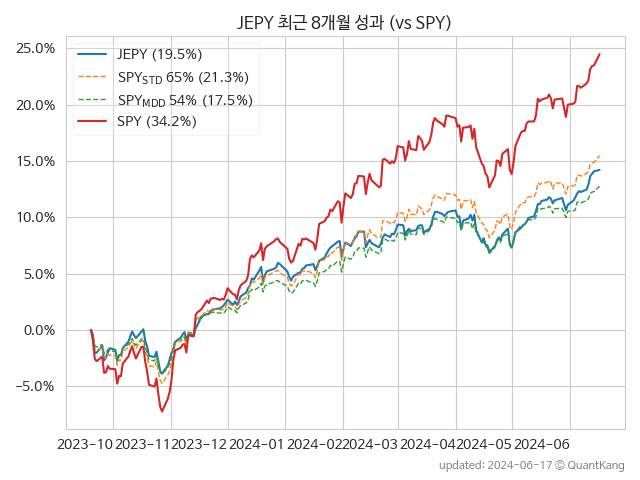 JEPY 최근 8개월 성과 (vs SPY)
25.0%
20.0%
15.0%
10.0%
5.0%
0.0%
−5.0%
JEPY (19.5%)
SPY_STD 65% (21.3%)
SPY_MDD 54% (17.5%)
SPY (34.2%)
2023-10 2023-11 2023-12 2024-01 2024-02 2024-03 2024-04 2024-05 2024-06
updated: 2024-06-17 © QuantKang